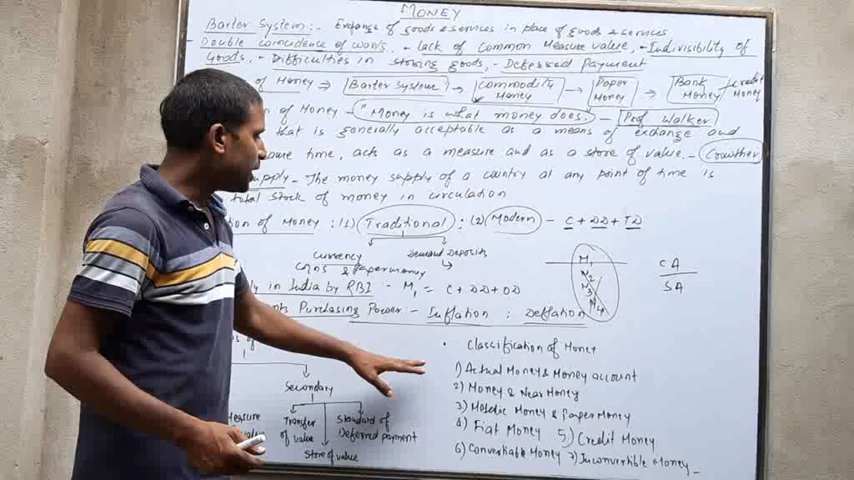 MONEY
Barter System:- Exchange of goods & services in place of goods & services
- Double coincidence of wants. - Lack of Common Measure Value, - Indivisibility of
Goods, - Difficulties in storing goods, - Deferred Payment
of Money ⇒ Barter System → Commodity Money → Paper Money → Bank Money → Credit Money
on of Money - "Money is what money does. - Prof Walker
that is generally acceptable as a means of exchange and
time, acts as a measure and as a store of value. - Crowther
Supply - The money supply of a country at any point of time is
total stock of money in circulation
tion of Money : (1) Traditional : (2) Modern - C + DD + TD
Currency Demand Deposits
Coins & Paper money
M1
M2
M3
M4
CA
SA
ly in India by RBI - M1 = C + DD + OD
Purchasing Power - Inflation : Deflation
Classification of Money
1) Actual Money & Money account
2) Money & Near Money
3) Metallic Money & Paper Money
4) Fiat Money 5) Credit Money
6) Convertible Money 7) Inconvertible Money
Secondary
Transfer of value
Standard of Deferred payment
Store of value